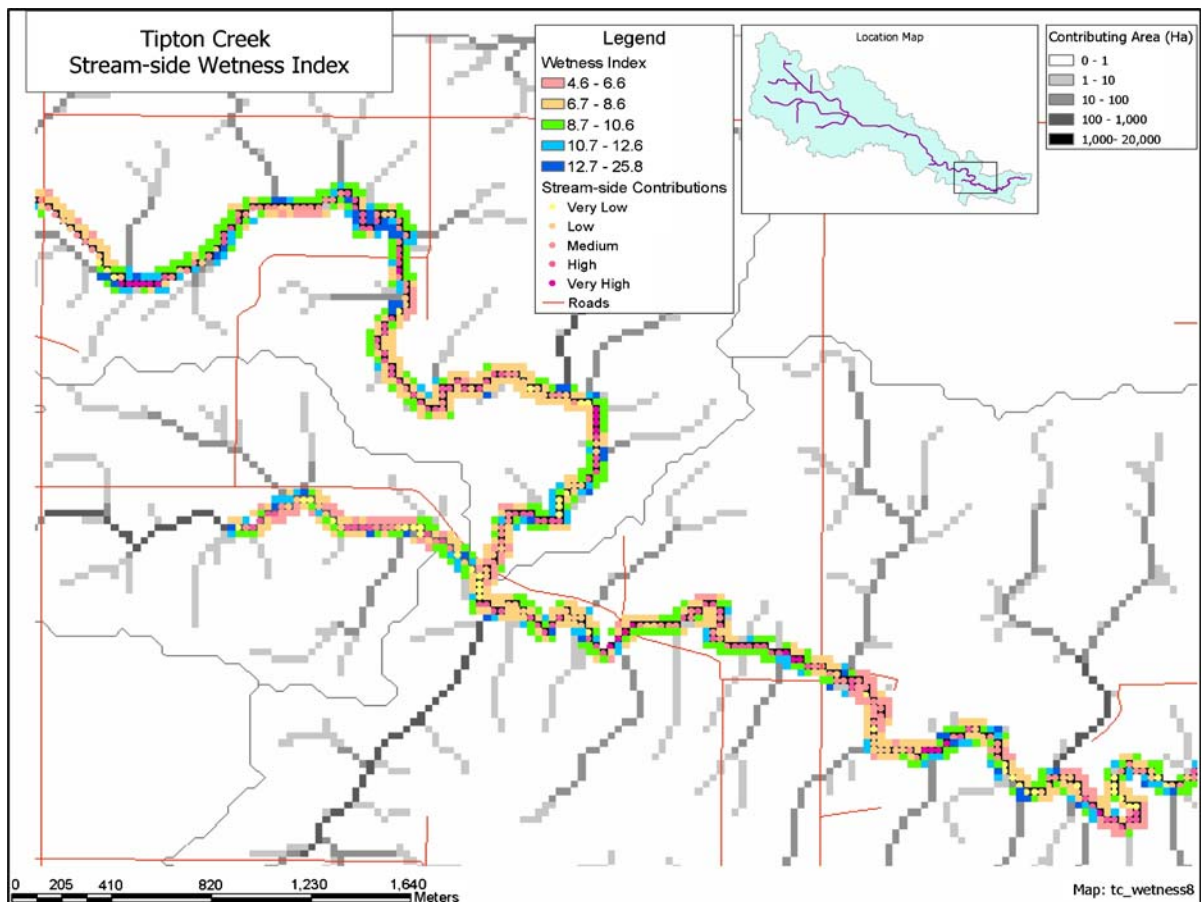 Tipton Creek
Stream-side Wetness Index
Legend
Wetness Index
4.6 - 6.6
6.7 - 8.6
8.7 - 10.6
10.7 - 12.6
12.7 - 25.8
Stream-side Contributions
Very Low
Low
Medium
High
Very High
Roads
Location Map
Contributing Area (Ha)
0 - 1
1 - 10
10 - 100
100 - 1,000
1,000- 20,000
0 205 410 820 1,230 1,640
Meters
Map: tc_wetness8